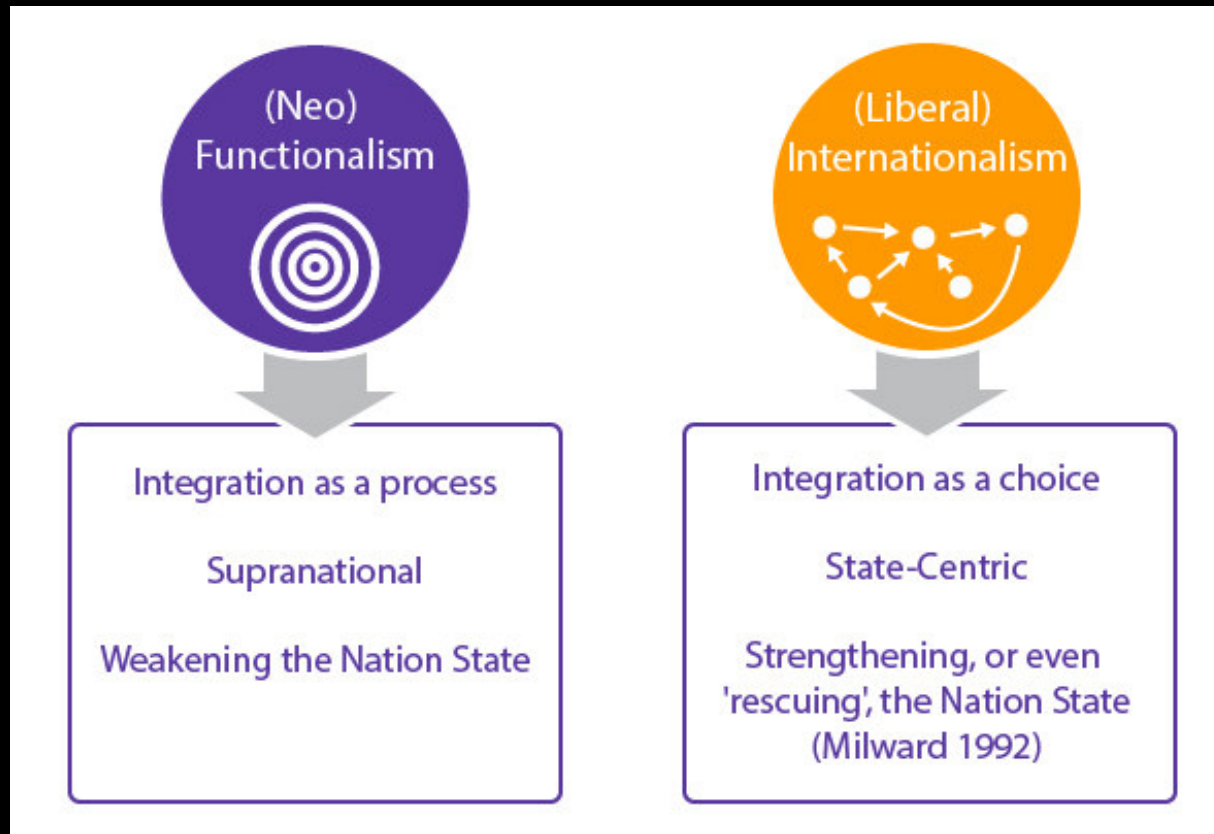 (Neo)
Functionalism
Integration as a process
Supranational
Weakening the Nation State
(Liberal)
Internationalism
Integration as a choice
State-Centric
Strengthening, or even
'rescuing', the Nation State
(Milward 1992)